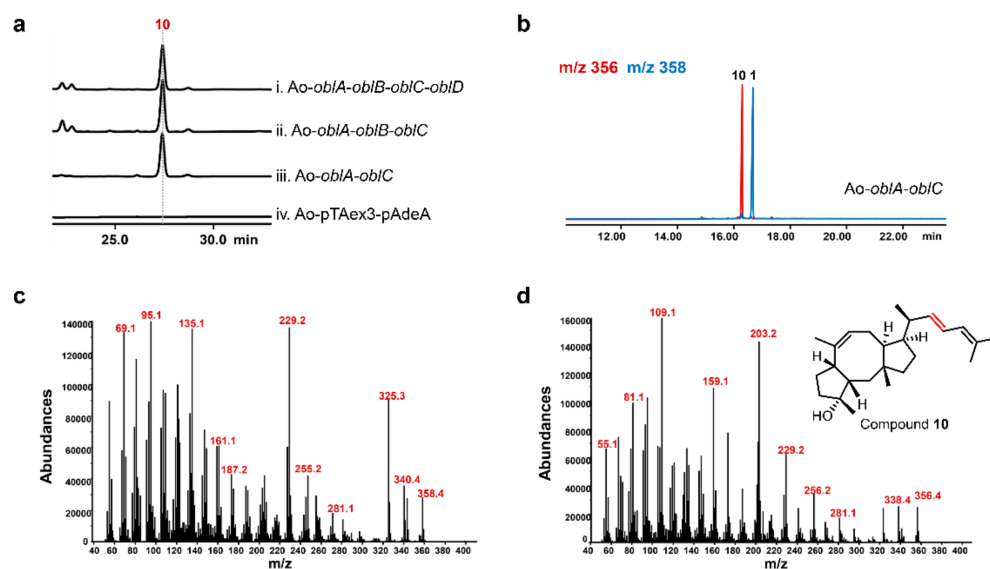 a
10
i. Ao-oblA-oblB-oblC-oblD
ii. Ao-oblA-oblB-oblC
iii. Ao-oblA-oblC
iv. Ao-pTAex3-pAdeA
25.0 30.0 min
b
m/z 356 m/z 358
10 1
Ao-oblA-oblC
12.00 14.00 16.00 18.00 20.00 22.00 min
c
Abundances
140000
120000
100000
80000
60000
40000
20000
0
69.1 95.1 135.1 161.1 187.2 229.2 255.2 281.1 325.3 340.4 358.4
40 60 80 100 120 140 160 180 200 220 240 260 280 300 320 340 360 380 400
m/z
d
Abundances
160000
140000
120000
100000
80000
60000
40000
20000
0
55.1 81.1 109.1 159.1 203.2 229.2 256.2 281.1 338.4 356.4
H
H
H
H
HO
Compound 10
40 60 80 100 120 140 160 180 200 220 240 260 280 300 320 340 360 380 400
m/z